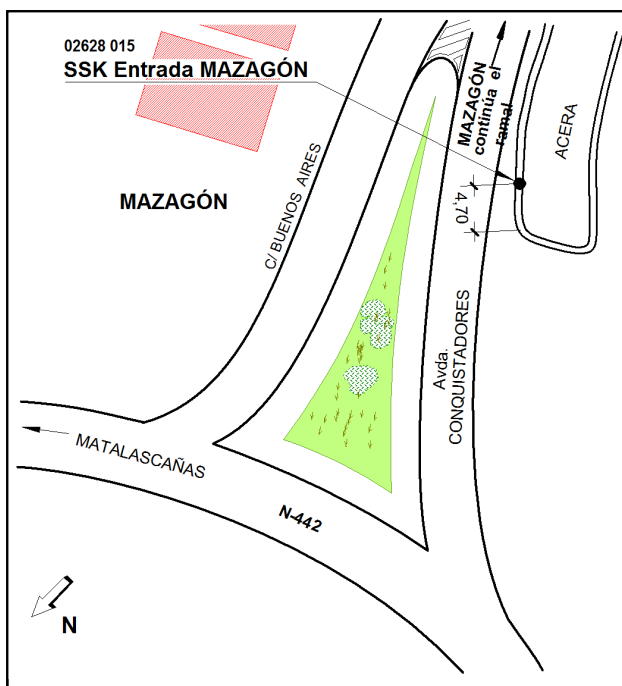 02628 015
SSK Entrada MAZAGÓN
MAZAGÓN
continúa el
ramal
ACERA
4,70
MAZAGÓN
C/ BUENOS AIRES
Avda.
CONQUISTADORES
MATALASCAÑAS
N-442
N